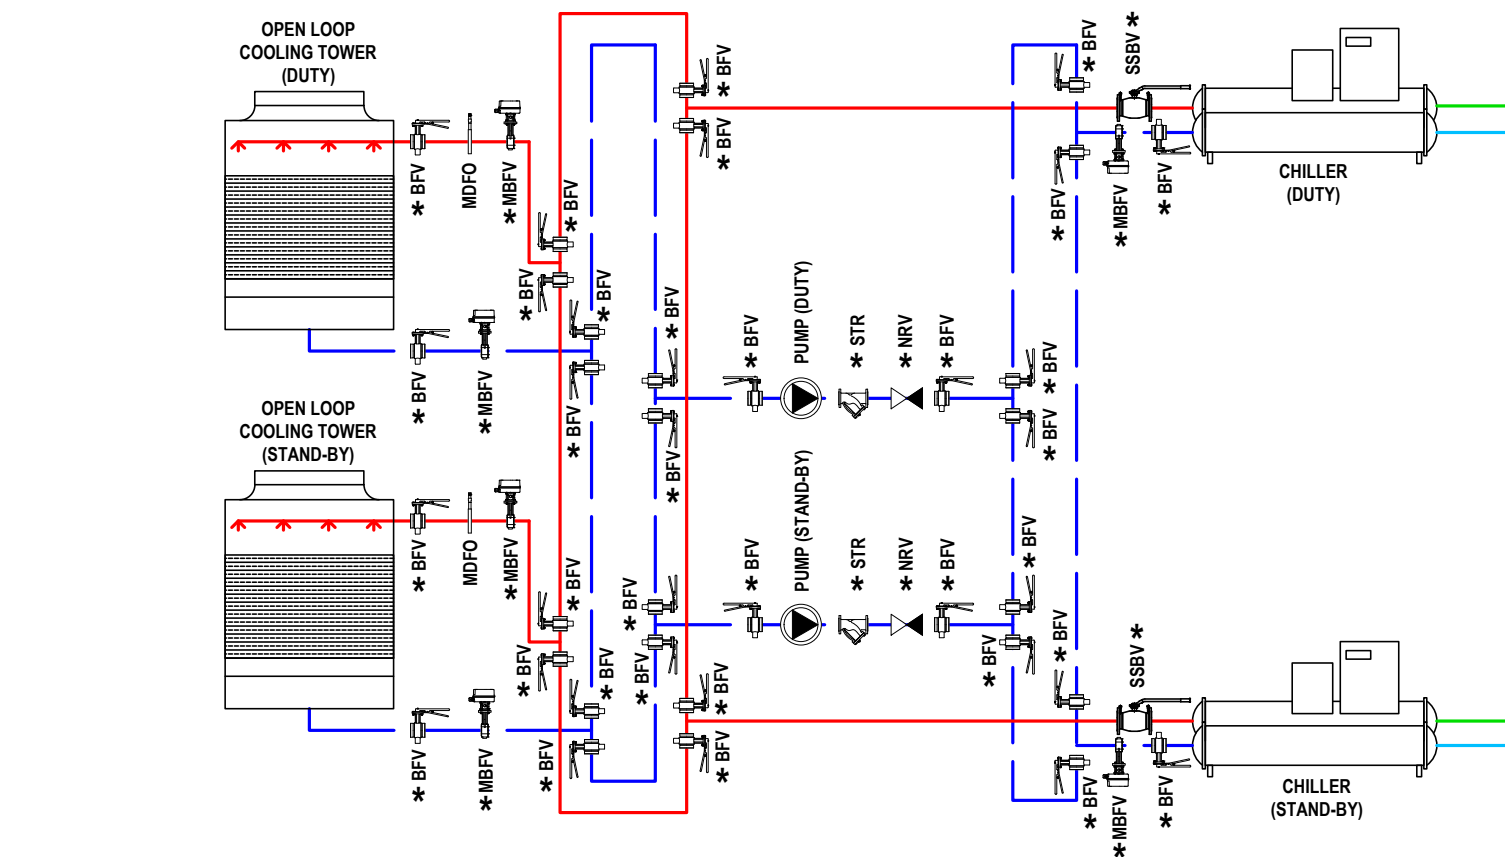 OPEN LOOP
COOLING TOWER
(DUTY)
* BFV
SSBV *
* BFV
* BFV
* BFV
MDFO
* MBFV
* BFV
* BFV
* MBFV
* BFV
CHILLER
(DUTY)
* BFV
* BFV
* BFV
* BFV
* BFV
PUMP (DUTY)
* STR
* NRV
* BFV
* BFV
* BFV
* MBFV
OPEN LOOP
COOLING TOWER
(STAND-BY)
* BFV
* BFV
* BFV
* BFV
MDFO
* MBFV
* BFV
* BFV
* BFV
* BFV
PUMP (STAND-BY)
* STR
* NRV
* BFV
* BFV
* BFV
* BFV
SSBV *
* BFV
* BFV
* BFV
* BFV
* MBFV
* BFV
* BFV
* BFV
* MBFV
* BFV
CHILLER
(STAND-BY)